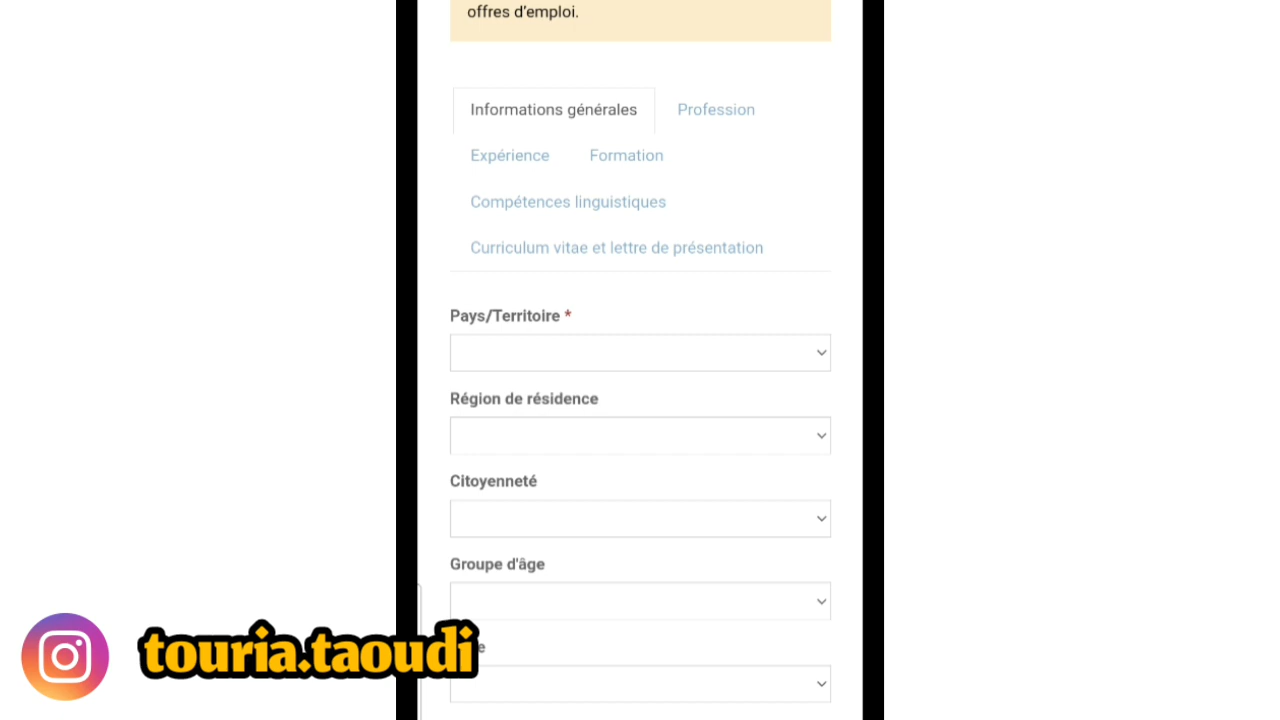 offres d'emploi.
Informations générales
Profession
Expérience
Formation
Compétences linguistiques
Curriculum vitae et lettre de présentation
Pays/Territoire *
Région de résidence
Citoyenneté
Groupe d'âge
touria.taoudi